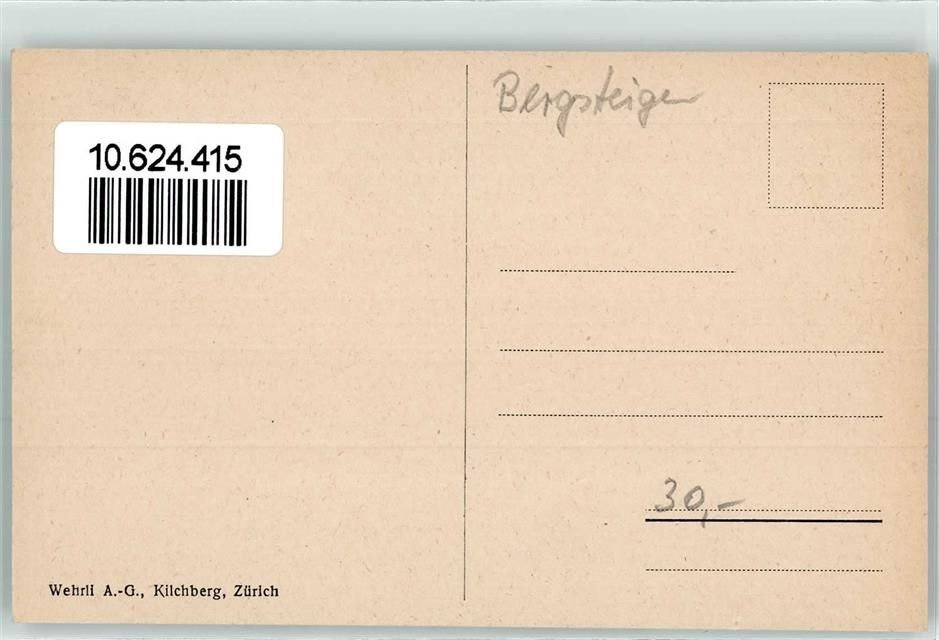 10.624.415
Bergsteiger
30,-
Wehrli A.-G., Kilchberg, Zürich